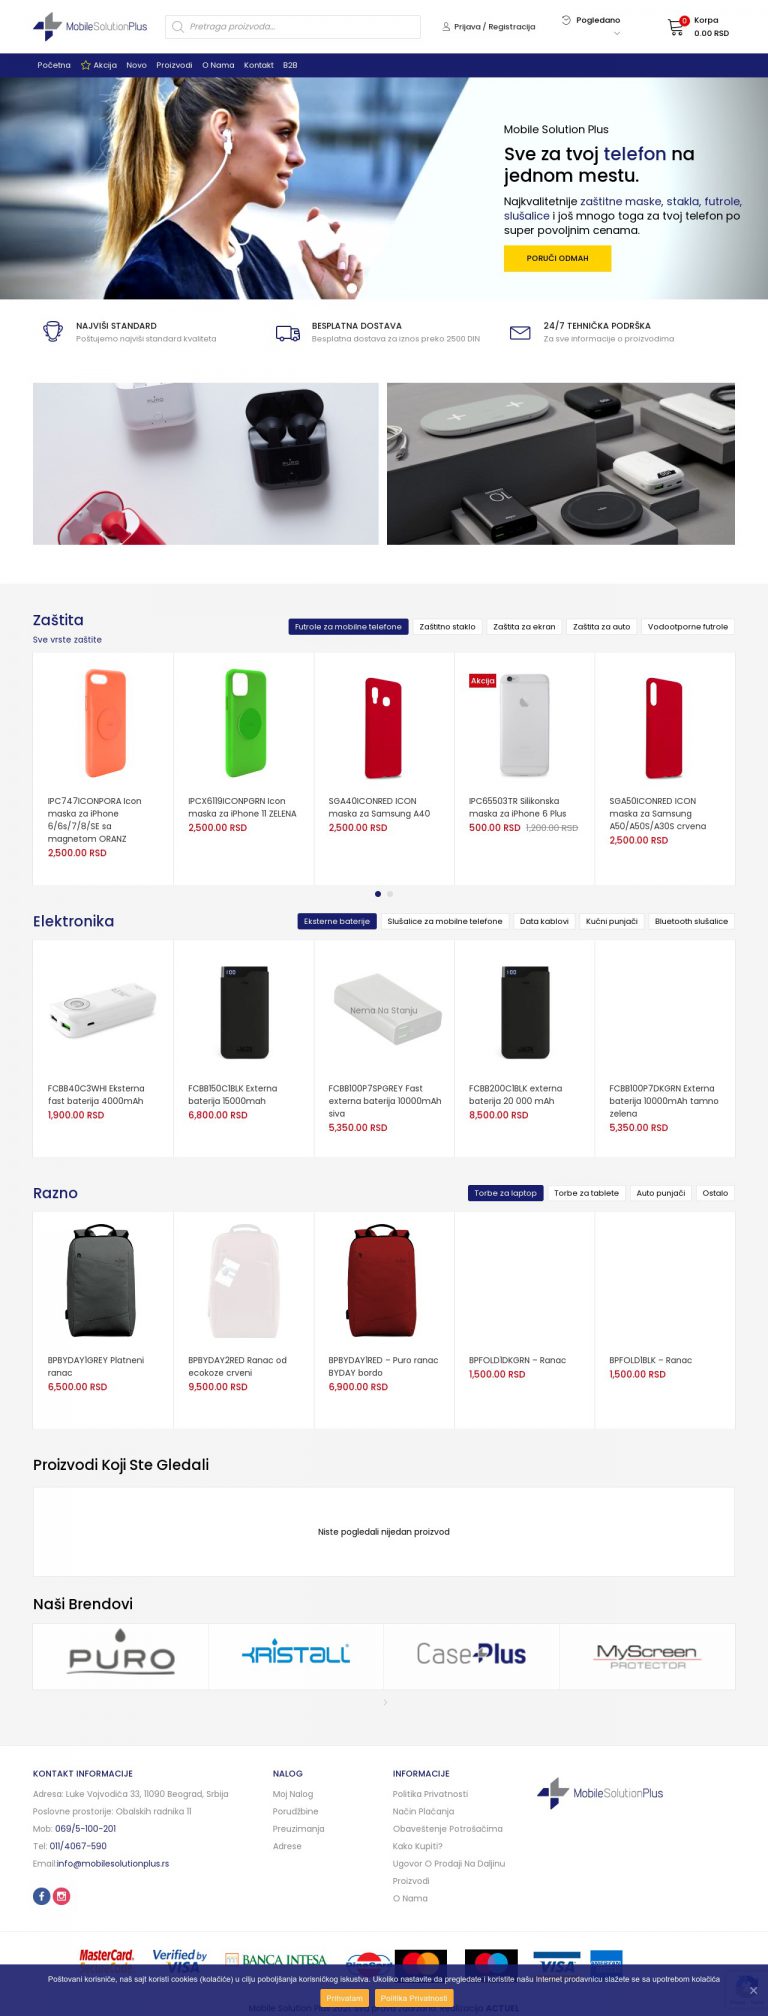 MobileSolutionPlus
Pretraga proizvoda...
Prijava / Registracija
Pogledano
0
Korpa
0.00 RSD
Početna Akcija Novo Proizvodi O Nama Kontakt B2B
Mobile Solution Plus
Sve za tvoj telefon na
jednom mestu.
Najkvalitetnije zaštitne maske, stakla, futrole,
slušalice i još mnogo toga za tvoj telefon po
super povoljnim cenama.
PORUČI ODMAH
NAJVIŠI STANDARD
Poštujemo najviši standard kvaliteta
BESPLATNA DOSTAVA
Besplatna dostava za iznos preko 2500 DIN
24/7 TEHNIČKA PODRŠKA
Za sve informacije o proizvodima
PURO
PURO
Zaštita
Sve vrste zaštite
Futrole za mobilne telefone Zaštitno staklo Zaštita za ekran Zaštita za auto Vodootporne futrole
IPC747ICONPORA Icon
maska za iPhone
6/6s/7/8/SE sa
magnetom ORANZ
2,500.00 RSD
IPCX6119ICONPGRN Icon
maska za iPhone 11 ZELENA
2,500.00 RSD
SGA40ICONRED ICON
maska za Samsung A40
2,500.00 RSD
Akcija
IPC65503TR Silikonska
maska za iPhone 6 Plus
500.00 RSD 1,200.00 RSD
SGA50ICONRED ICON
maska za Samsung
A50/A50S/A30S crvena
2,500.00 RSD
Elektronika
Eksterne baterije Slušalice za mobilne telefone Data kablovi Kućni punjači Bluetooth slušalice
FCBB40C3WHI Eksterna
fast baterija 4000mAh
1,900.00 RSD
100
FCBB150C1BLK Externa
baterija 15000mah
6,800.00 RSD
Nema Na Stanju
FCBB100P7SPGREY Fast
externa baterija 10000mAh
siva
5,350.00 RSD
100
FCBB200C1BLK externa
baterija 20 000 mAh
8,500.00 RSD
FCBB100P7DKGRN Externa
baterija 10000mAh tamno
zelena
5,350.00 RSD
Razno
Torbe za laptop Torbe za tablete Auto punjači Ostalo
BPBYDAY1GREY Platneni
ranac
6,500.00 RSD
BPBYDAY2RED Ranac od
ecokoze crveni
9,500.00 RSD
BPBYDAY1RED – Puro ranac
BYDAY bordo
6,900.00 RSD
BPFOLD1DKGRN – Ranac
1,500.00 RSD
BPFOLD1BLK – Ranac
1,500.00 RSD
Proizvodi Koji Ste Gledali
Niste pogledali nijedan proizvod
Naši Brendovi
PURO
KRISTALL
CasePlus
MyScreen
PROTECTOR
KONTAKT INFORMACIJE
Adresa: Luke Vojvodića 33, 11090 Beograd, Srbija
Poslovne prostorije: Obalskih radnika 11
Mob: 069/5-100-201
Tel: 011/4067-590
Email:info@mobilesolutionplus.rs
NALOG
Moj Nalog
Porudžbine
Preuzimanja
Adrese
INFORMACIJE
Politika Privatnosti
Način Plaćanja
Obaveštenje Potrošačima
Kako Kupiti?
Ugovor O Prodaji Na Daljinu
Proizvodi
O Nama
MobileSolutionPlus
MasterCard.
SecureCode.
Verified by
VISA
BANCA INTESA
DinaCard
VISA
AMERICAN
Poštovani korisniče, naš sajt koristi cookies (kolačiće) u cilju poboljšanja korisničkog iskustva. Ukoliko nastavite da pregledate i koristite našu Internet prodavnicu slažete se sa upotrebom kolačića
Prihvatam Politika Privatnosti